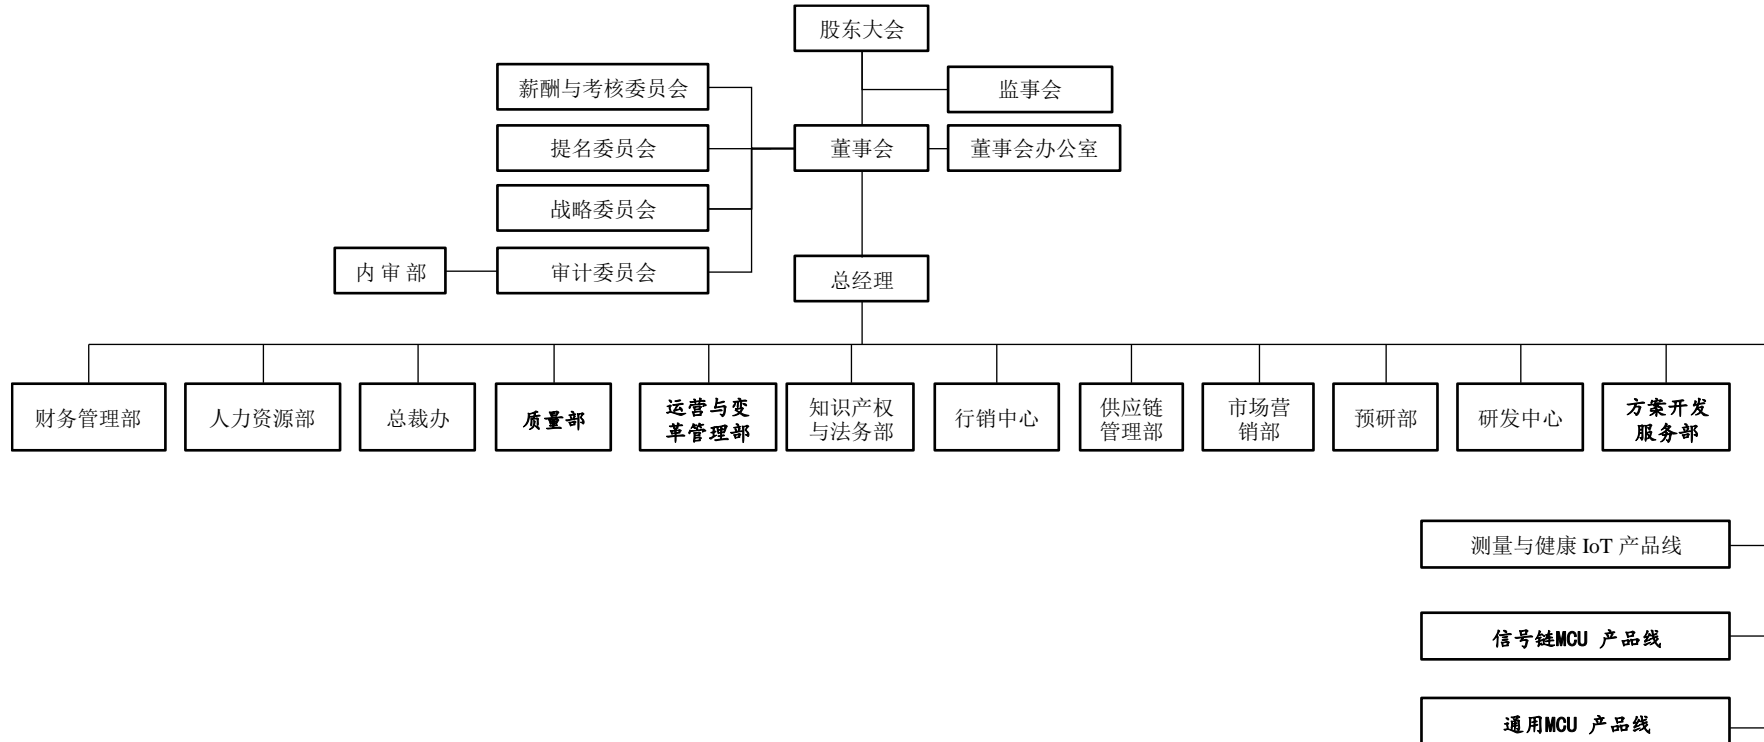 股东大会
薪酬与考核委员会
监事会
提名委员会
董事会
董事会办公室
战略委员会
内 审 部
审计委员会
总经理
财务管理部
人力资源部
总裁办
质量部
运营与变
革管理部
知识产权
与法务部
行销中心
供应链
管理部
市场营
销部
预研部
研发中心
方案开发
服务部
测量与健康 IoT 产品线
信号链MCU 产品线
通用MCU 产品线